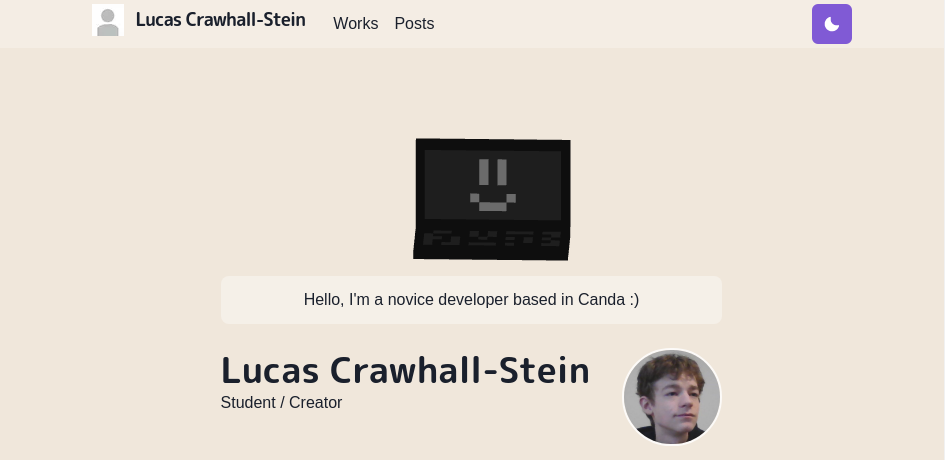 Lucas Crawhall-Stein Works Posts
Hello, I'm a novice developer based in Canda :)
Lucas Crawhall-Stein
Student / Creator